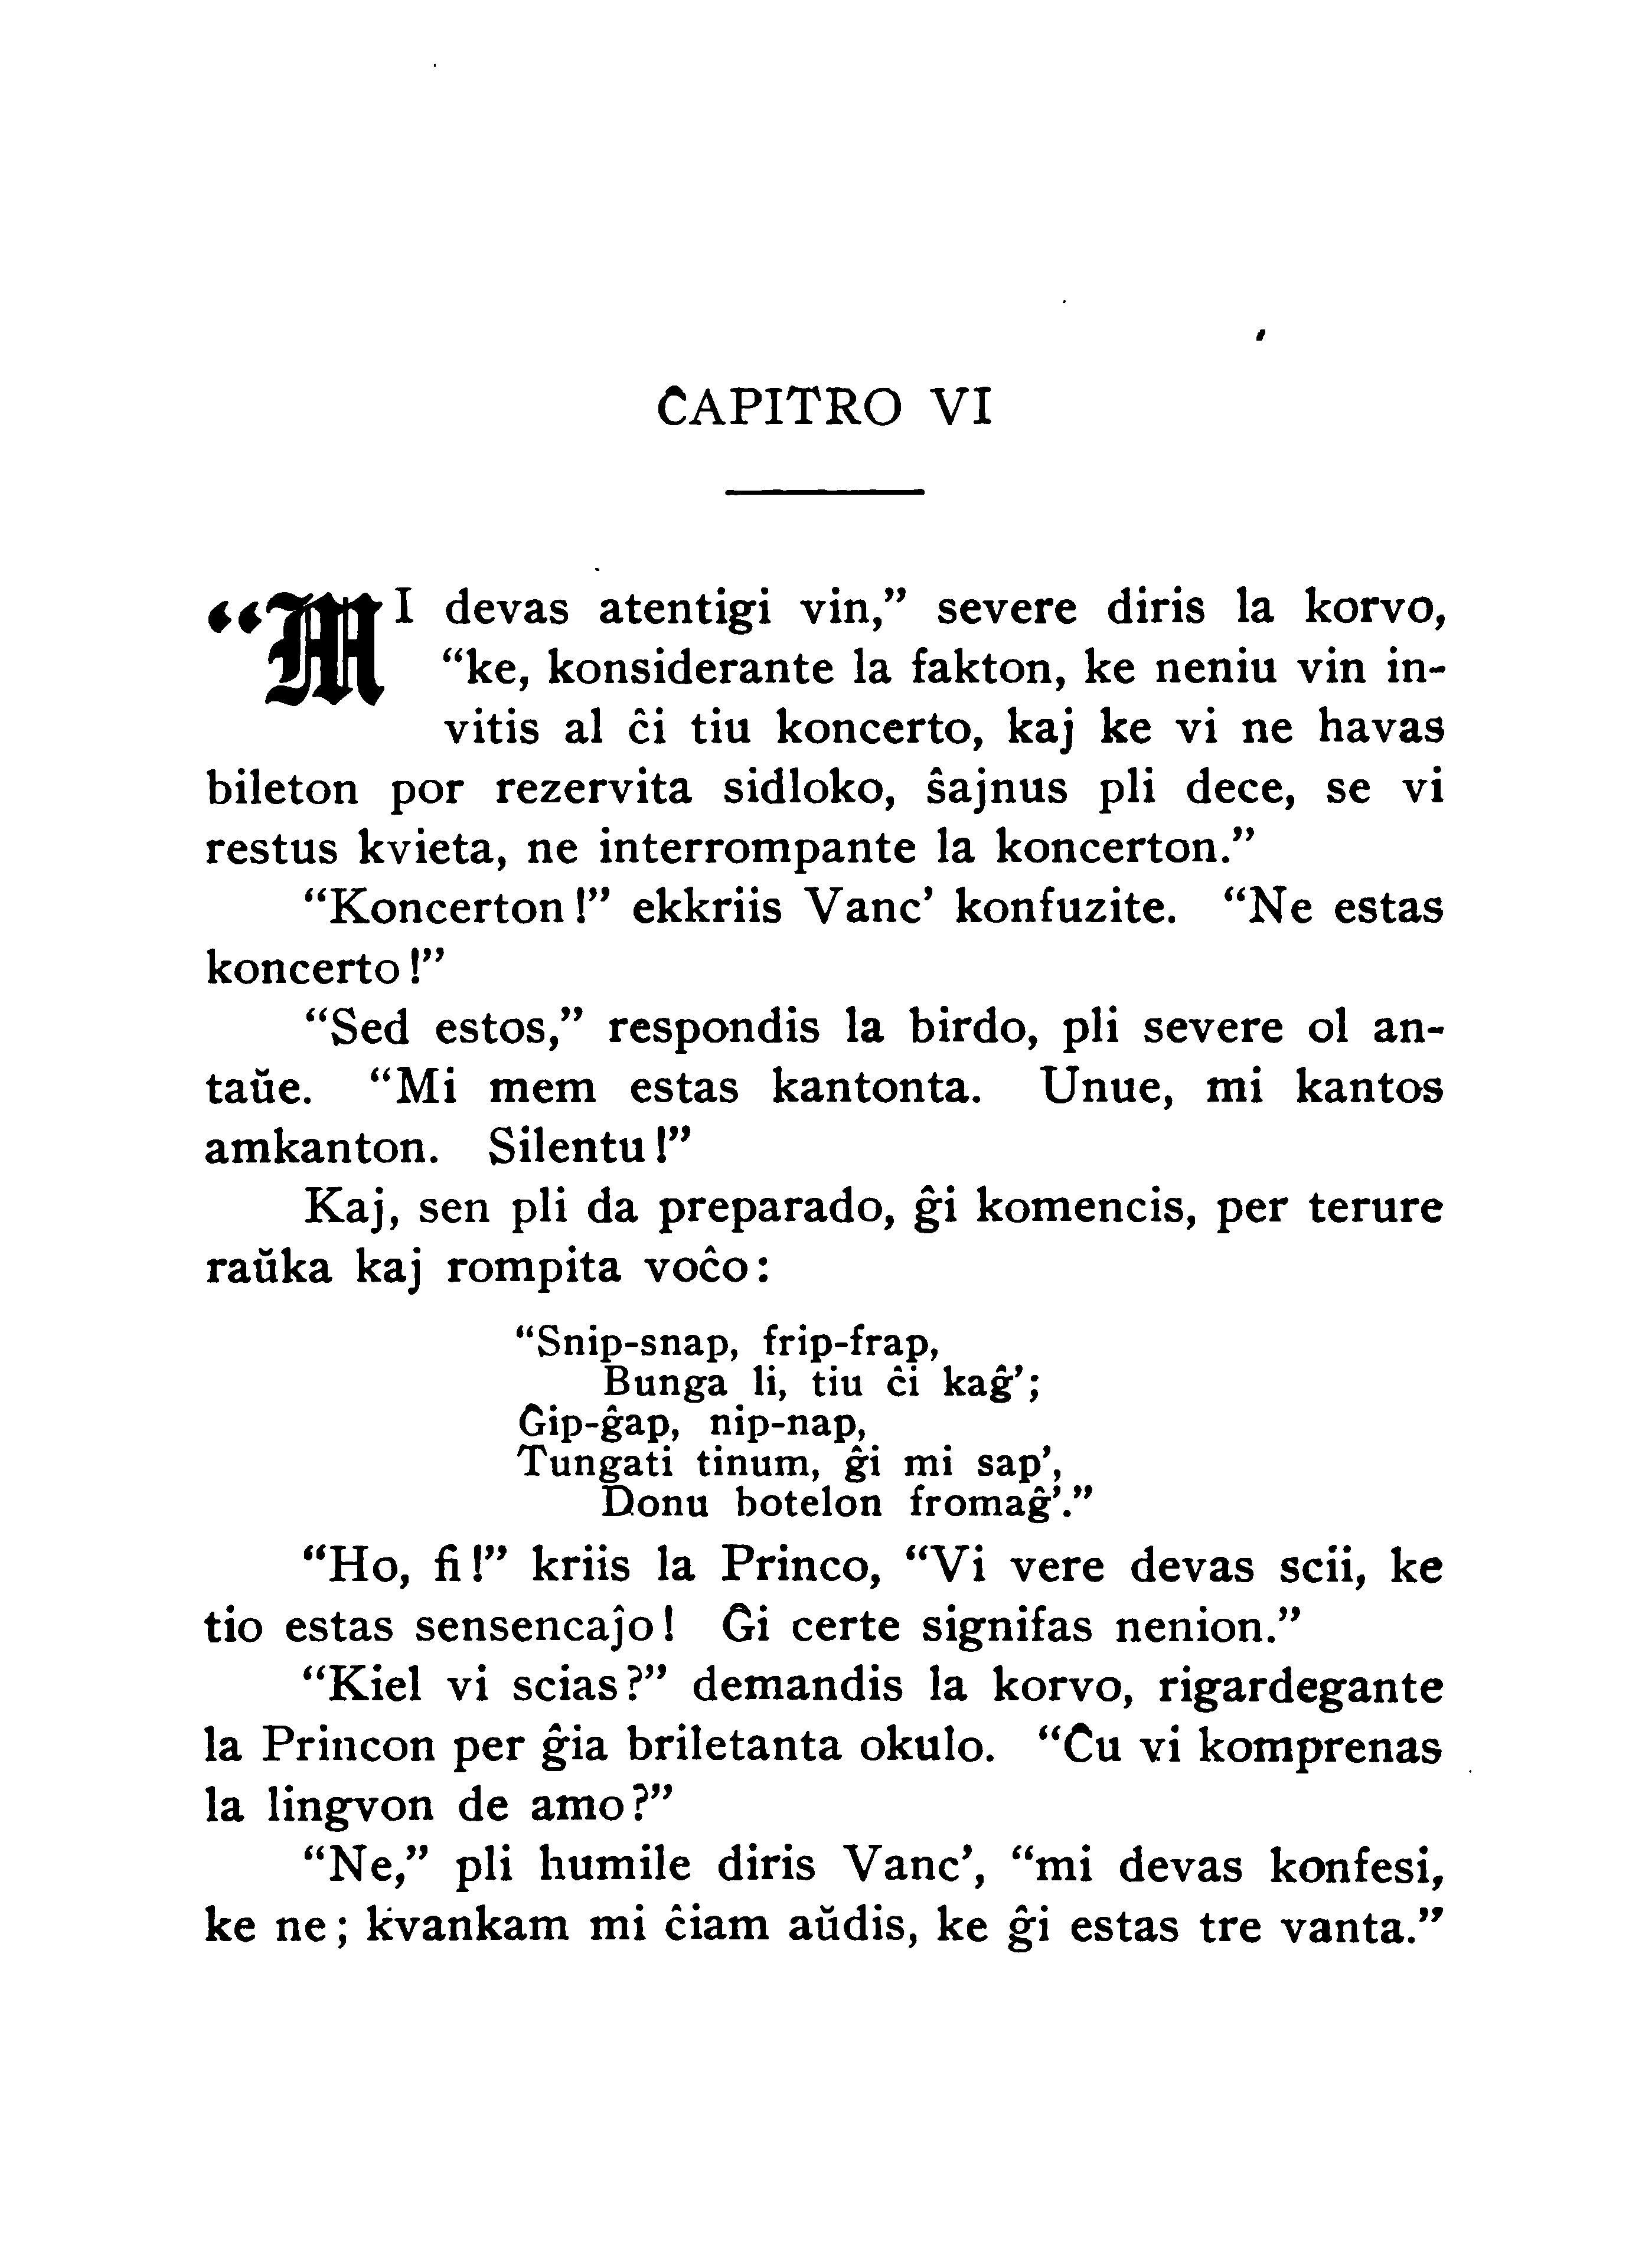 ĈAPITRO VI
“MI devas atentigi vin,” severe diris la korvo,
“ke, konsiderante la fakton, ke neniu vin in-
vitis al ĉi tiu koncerto, kaj ke vi ne havas
bileton por rezervita sidloko, ŝajnus pli dece, se vi
restus kvieta, ne interrompante la koncerton.”
“Koncerton!” ekkriis Vanc’ konfuzite. “Ne estas
koncerto!”
“Sed estos,” respondis la birdo, pli severe ol an-
taŭe. “Mi mem estas kantonta. Unue, mi kantos
amkanton. Silentu!”
Kaj, sen pli da preparado, ĝi komencis, per terure
raŭka kaj rompita voĉo:
“Snip-snap, frip-frap,
Bunga li, tiu ĉi kaĝ’;
Ĝip-ĝap, nip-nap,
Tungati tinum, ĝi mi sap’,
Donu botelon fromaĝ’.”
“Ho, fi!” kriis la Princo, “Vi vere devas scii, ke
tio estas sensencaĵo! Ĝi certe signifas nenion.”
“Kiel vi scias?” demandis la korvo, rigardegante
la Princon per ĝia briletanta okulo. “Ĉu vi komprenas
la lingvon de amo?”
“Ne,” pli humile diris Vanc’, “mi devas konfesi,
ke ne; kvankam mi ĉiam aŭdis, ke ĝi estas tre vanta.”